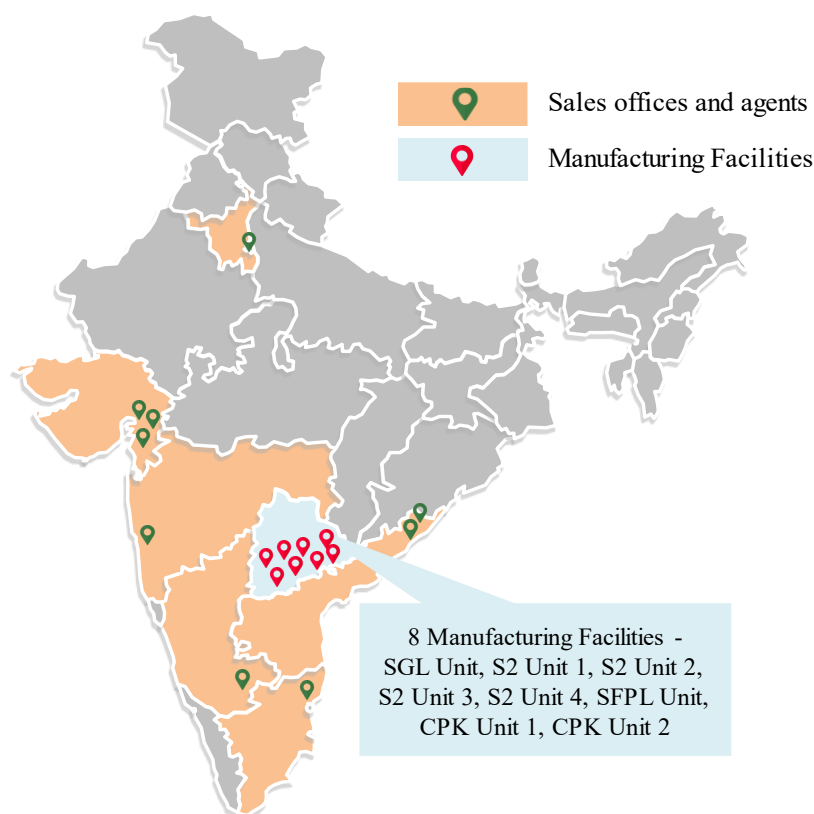 Sales offices and agents
Manufacturing Facilities
8 Manufacturing Facilities -
SGL Unit, S2 Unit 1, S2 Unit 2,
S2 Unit 3, S2 Unit 4, SFPL Unit,
CPK Unit 1, CPK Unit 2